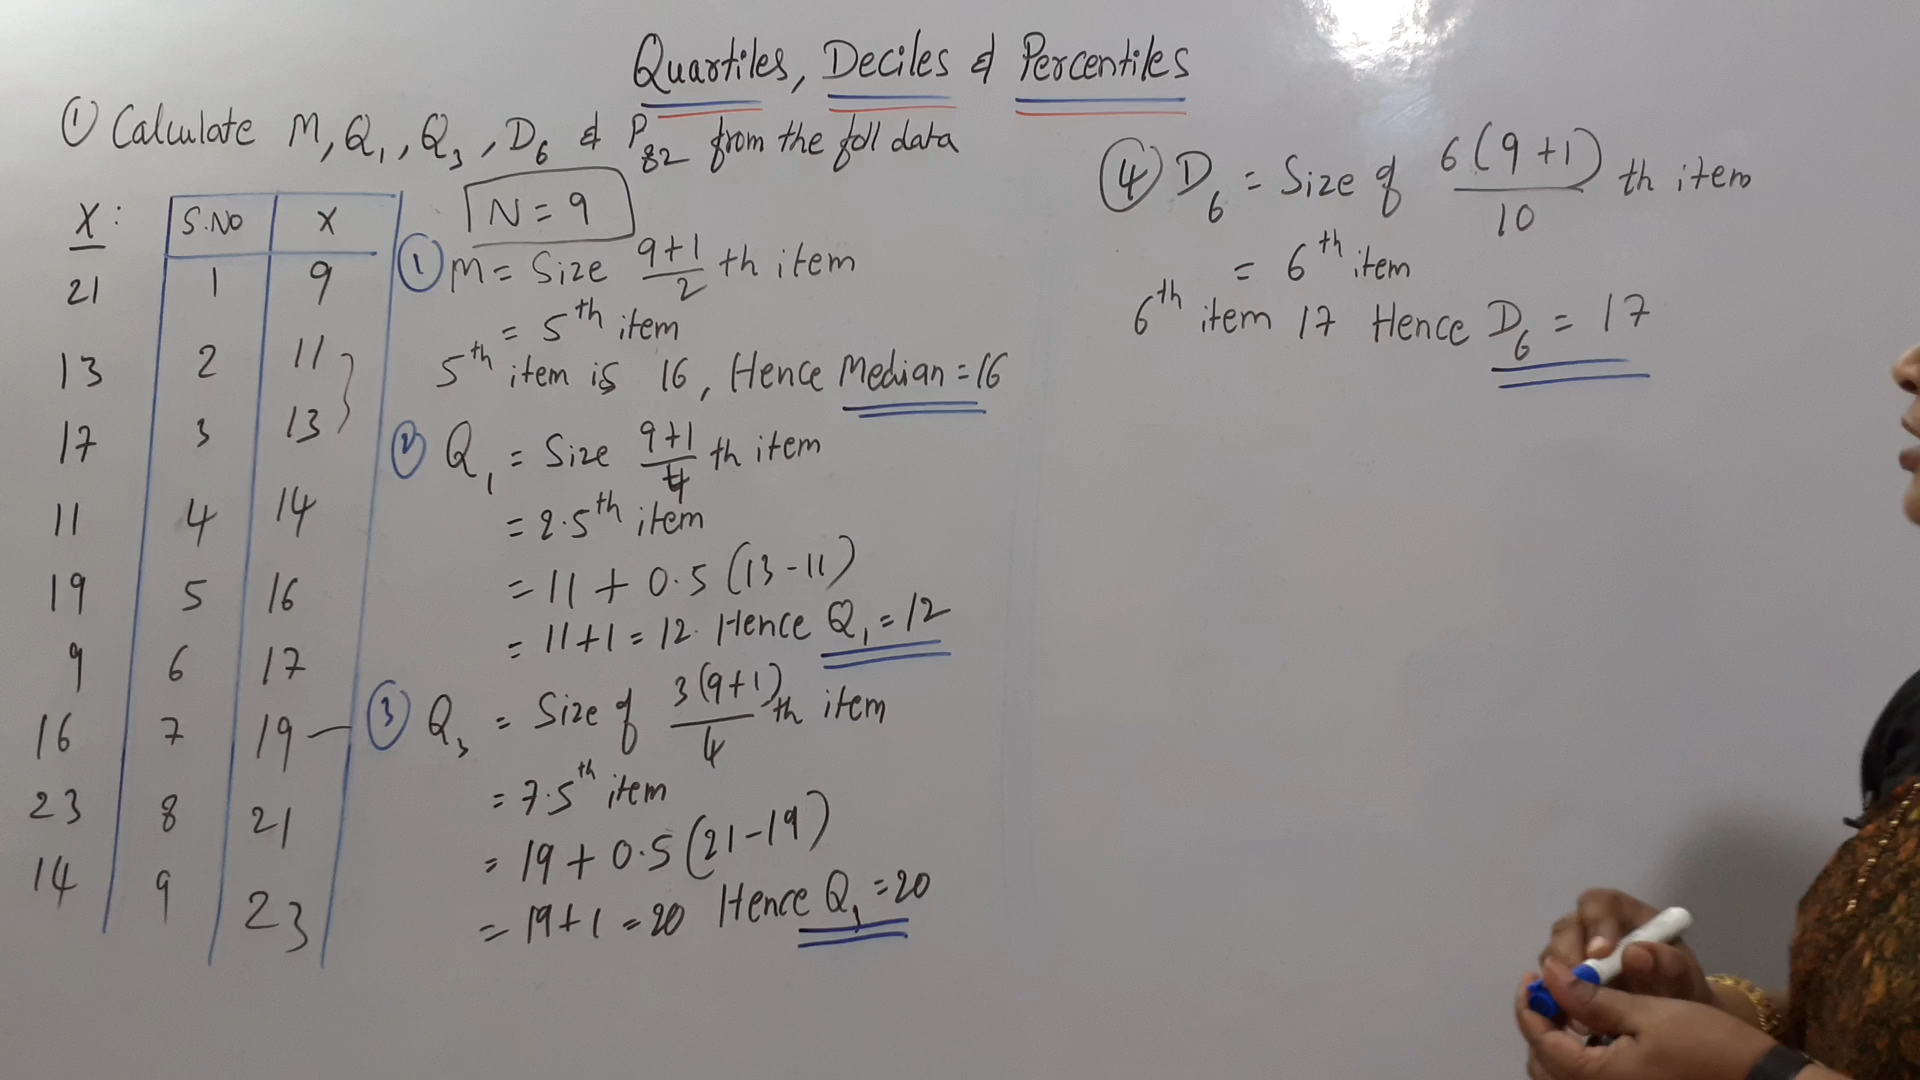 Quartiles, Deciles & Percentiles
① Calculate M, Q1, Q3, D6 & P82 from the foll data
X:
21
13
17
11
19
9
16
23
14
S.No X
1 9
2 11
3 13
4 14
5 16
6 17
7 19
8 21
9 23
N = 9
① M = Size 9+1/2 th item
= 5th item
5th item is 16, Hence Median = 16
② Q1 = Size 9+1/4 th item
= 2.5th item
= 11 + 0.5 (13-11)
= 11+1 = 12. Hence Q1 = 12
③ Q3 = Size of 3(9+1)/4 th item
= 7.5th item
= 19 + 0.5 (21-19)
= 19+1 = 20 Hence Q3 = 20
④ D6 = Size of 6(9+1)/10 th item
= 6th item
6th item 17 Hence D6 = 17